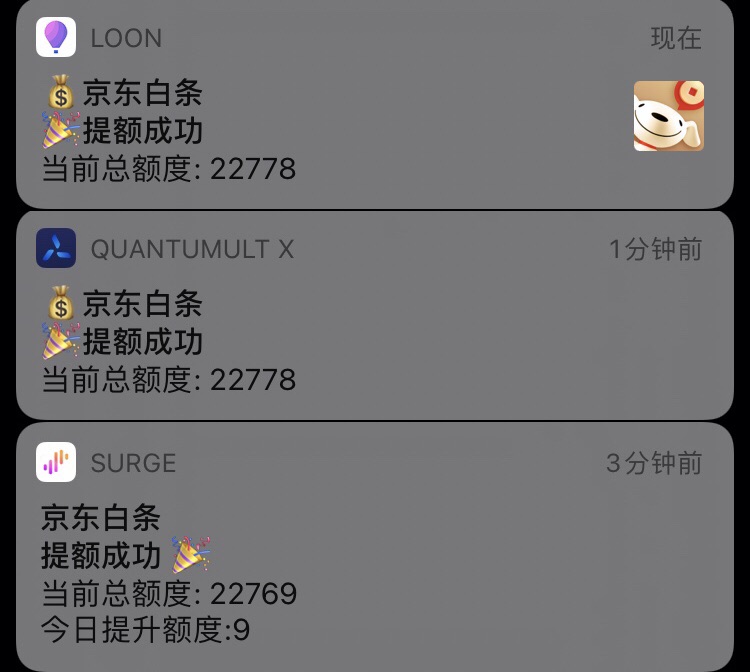 LOON 现在
💰京东白条
🎉提额成功
当前总额度: 22778
QUANTUMULT X 1分钟前
💰京东白条
🎉提额成功
当前总额度: 22778
SURGE 3分钟前
京东白条
提额成功 🎉
当前总额度: 22769
今日提升额度:9